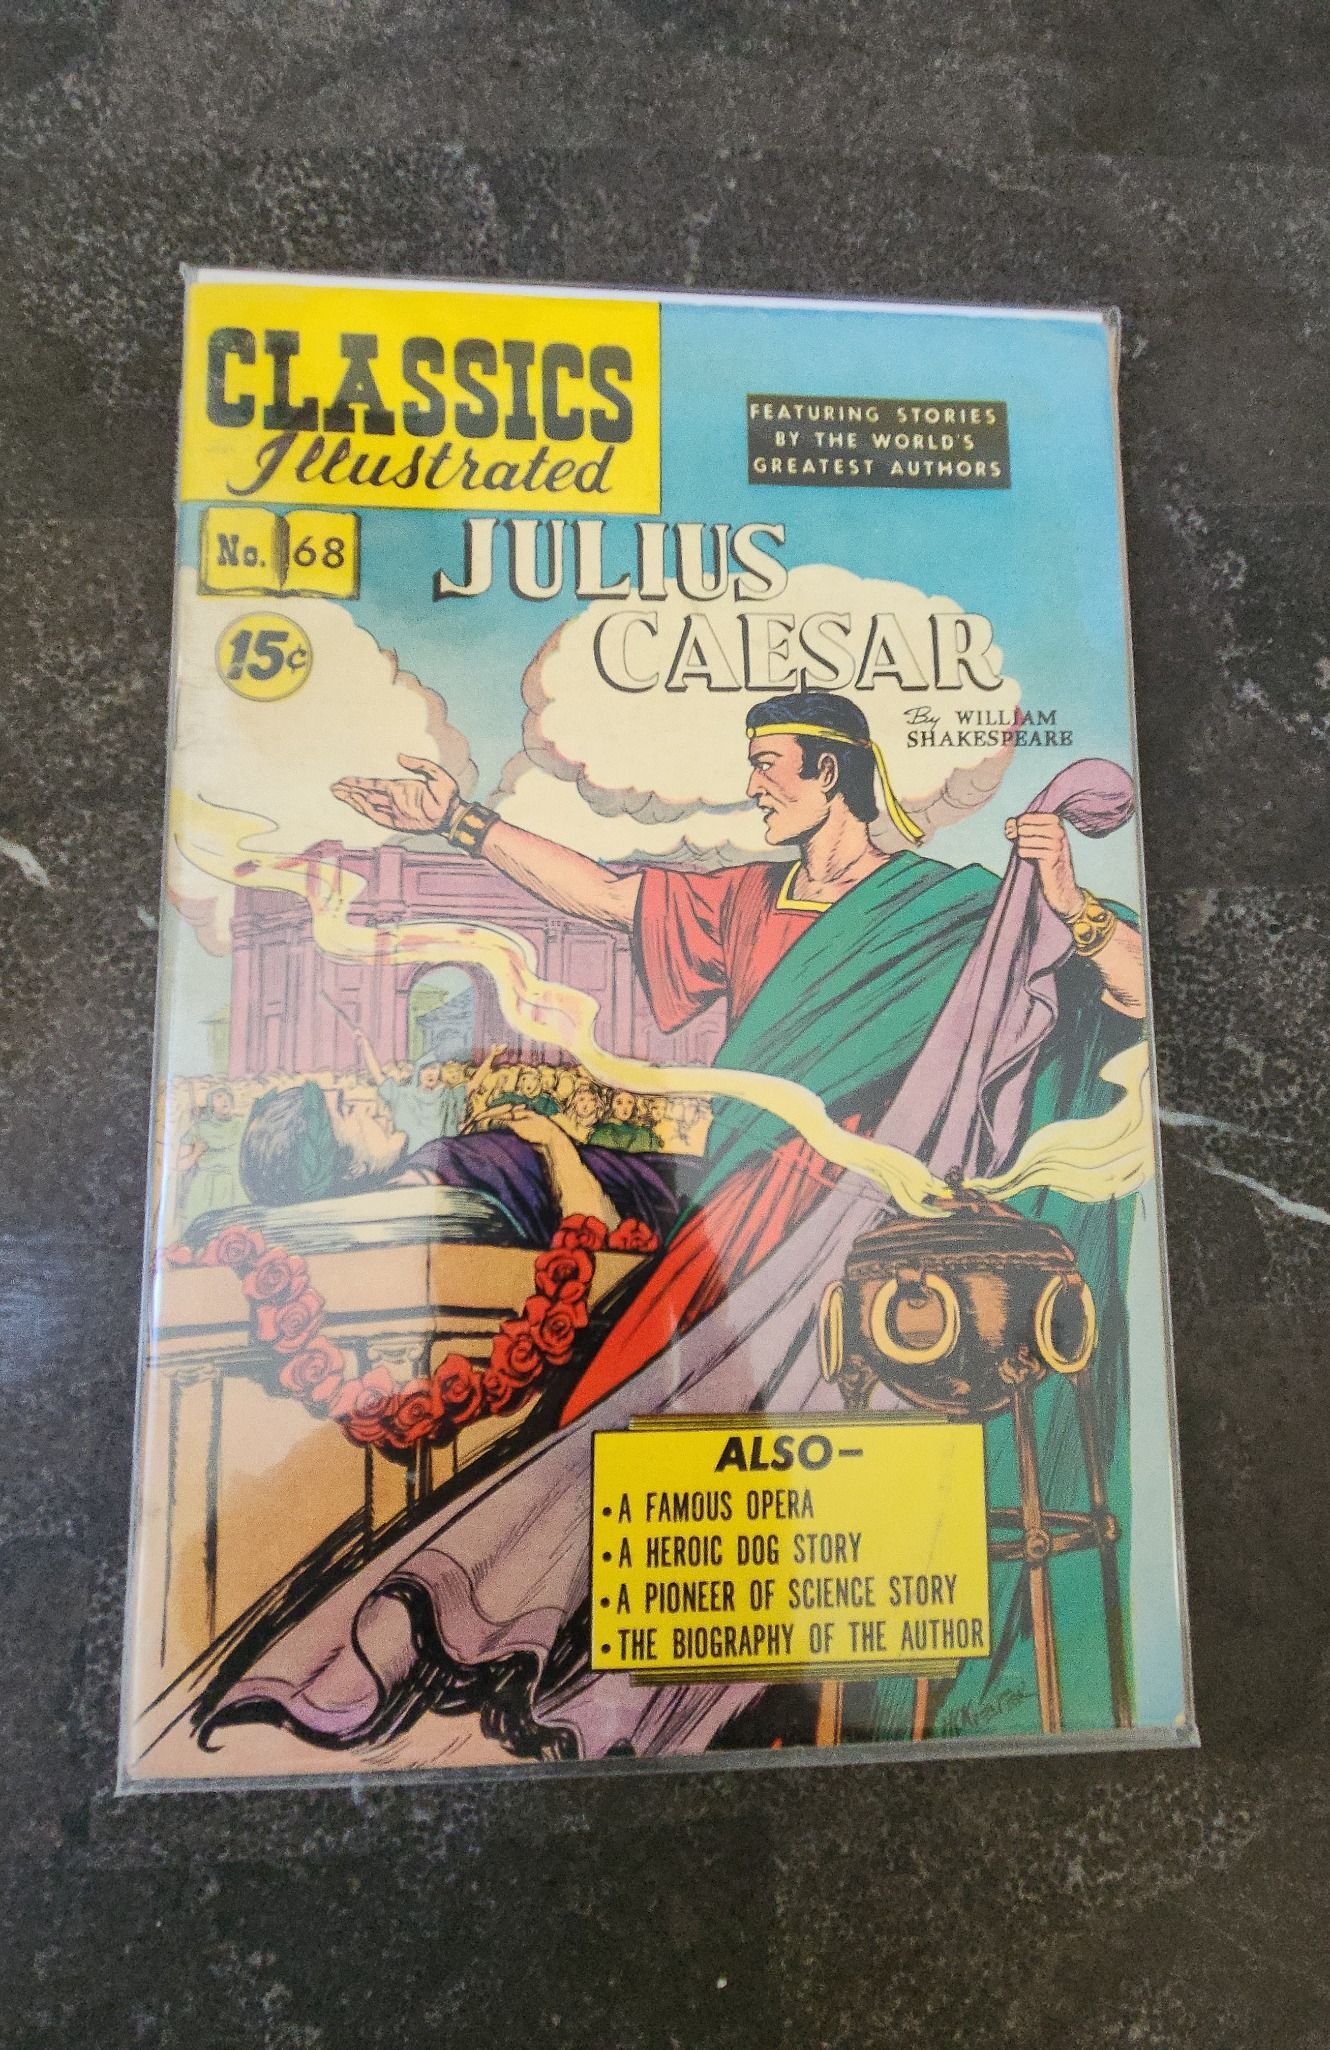 CLASSICS
Illustrated
FEATURING STORIES
BY THE WORLD'S
GREATEST AUTHORS
No. 68
15¢
JULIUS
CAESAR
By WILLIAM
SHAKESPEARE
ALSO—
• A FAMOUS OPERA
• A HEROIC DOG STORY
• A PIONEER OF SCIENCE STORY
• THE BIOGRAPHY OF THE AUTHOR